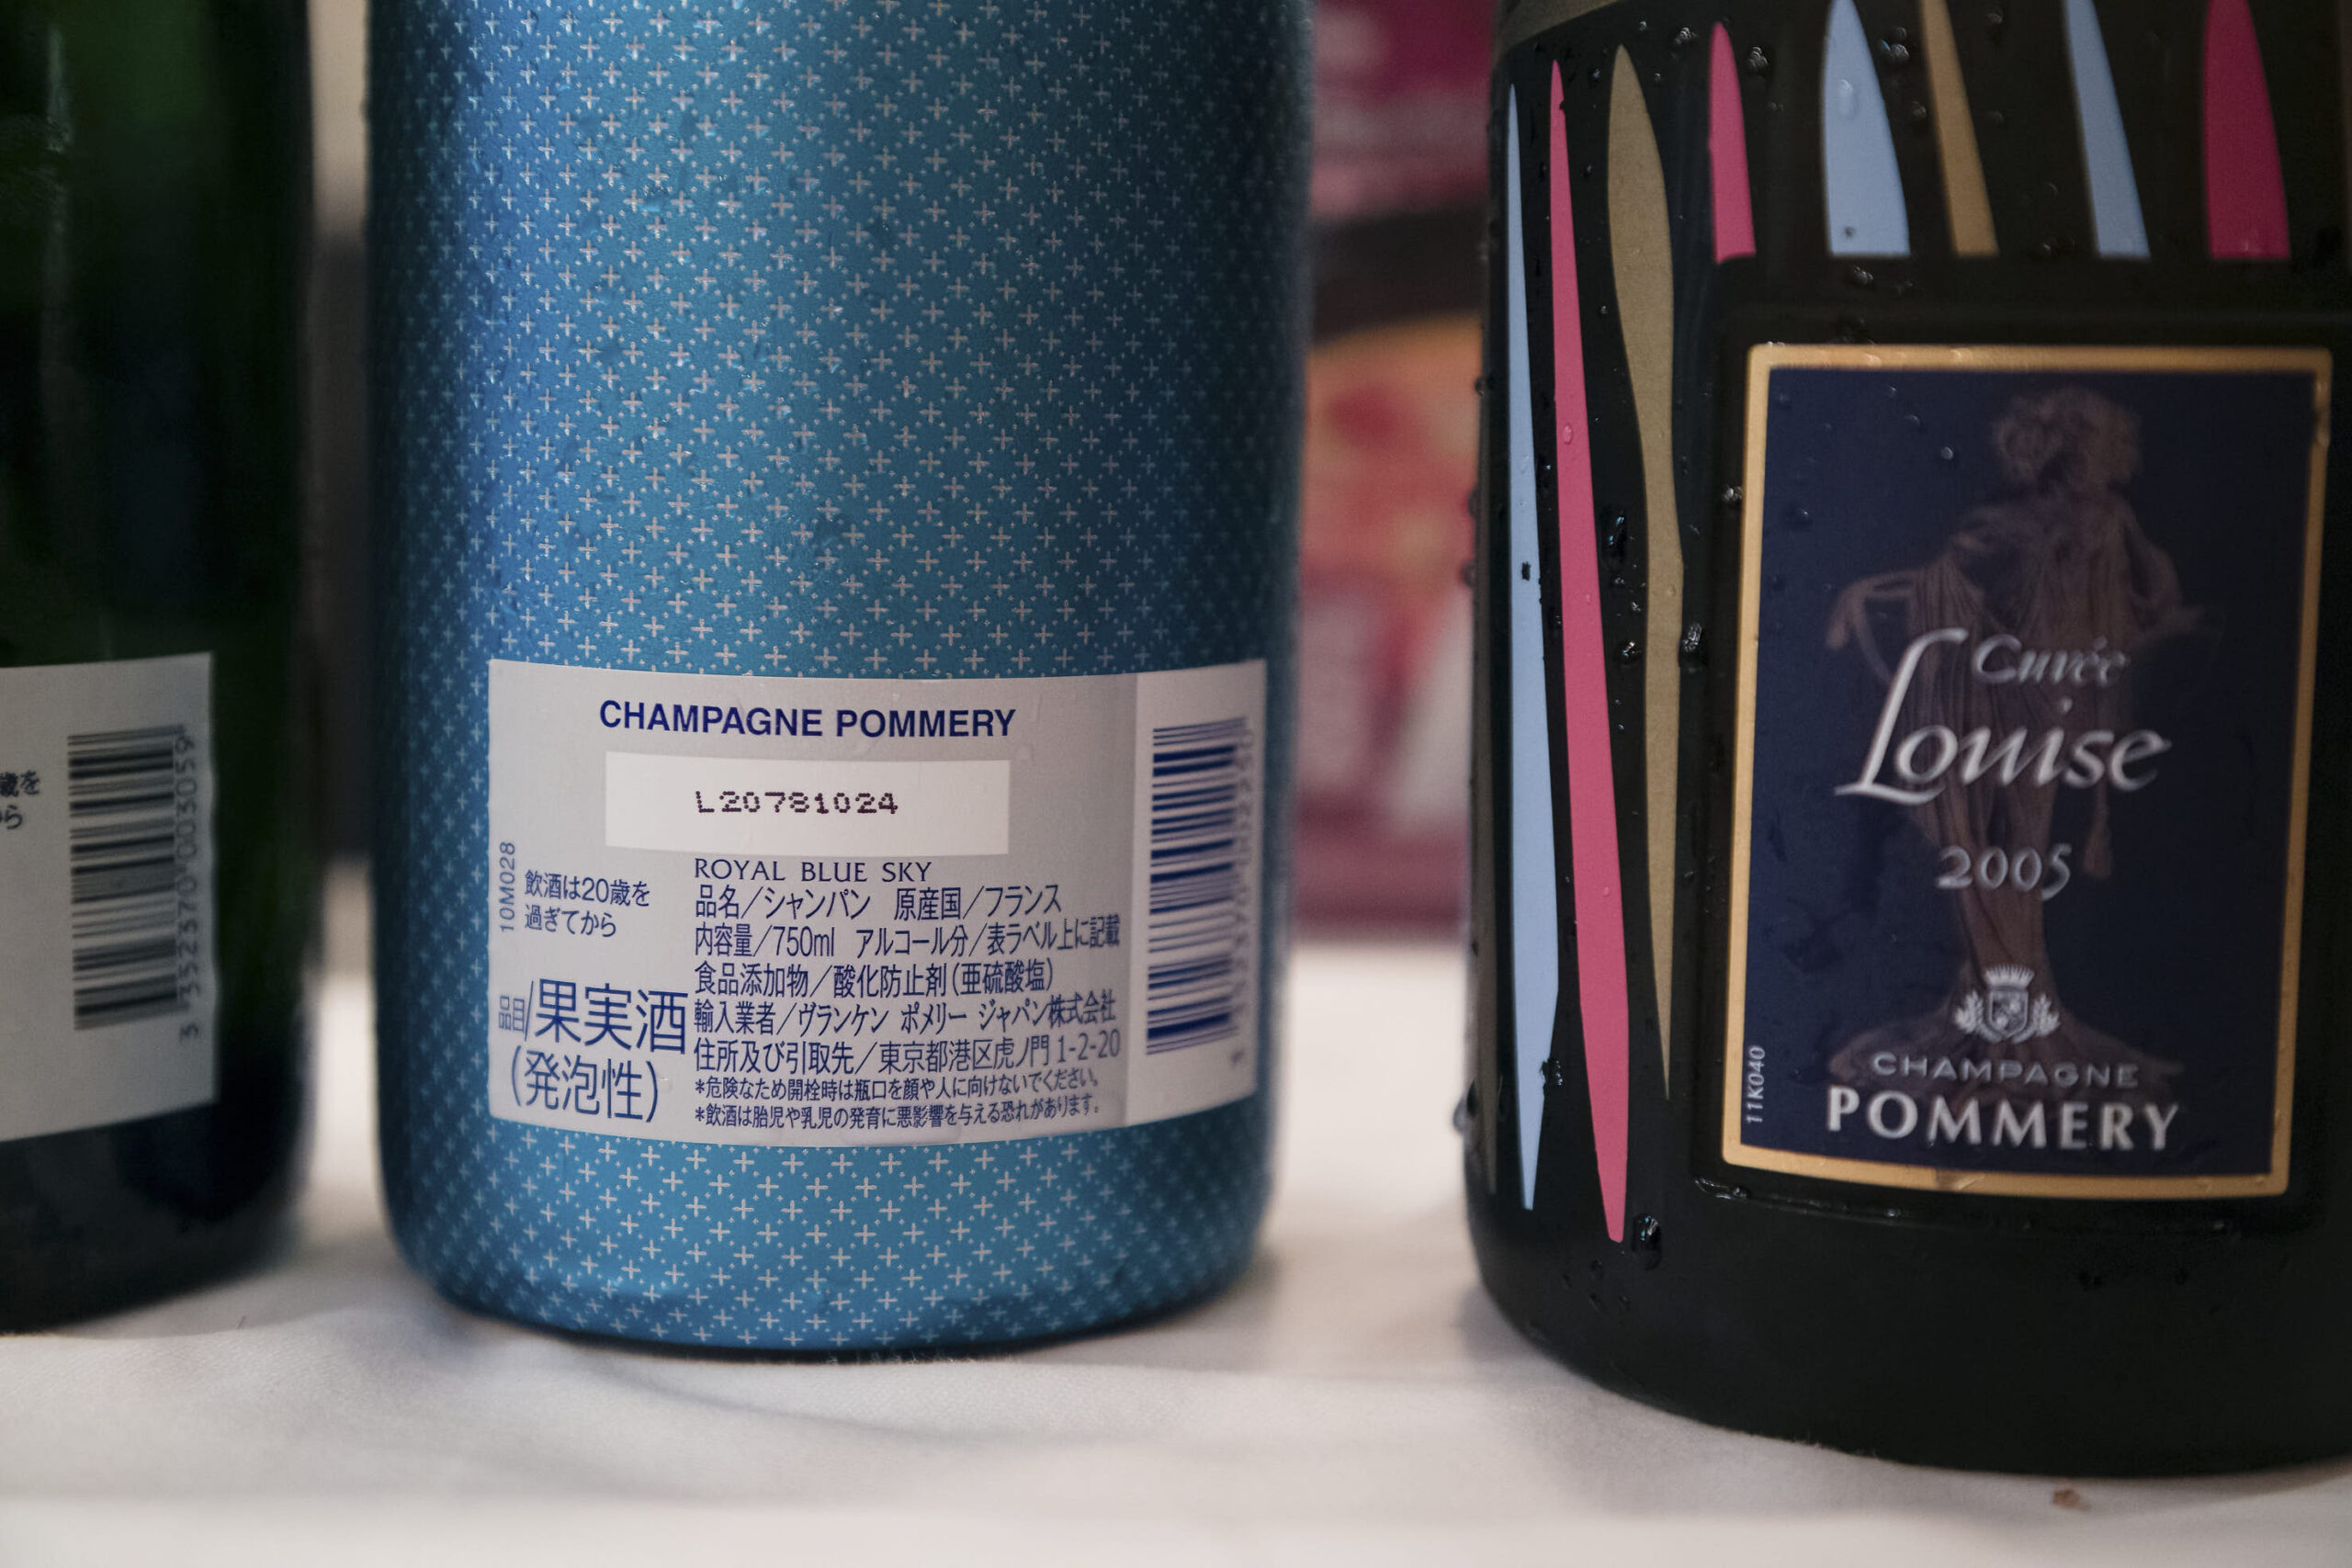 歳を
ら
3 352370 003059
CHAMPAGNE POMMERY
L20781024
10M028
飲酒は20歳を
過ぎてから
品目/果実酒
(発泡性)
ROYAL BLUE SKY
品名/シャンパン 原産国/フランス
内容量/750ml アルコール分/表ラベル上に記載
食品添加物/酸化防止剤(亜硫酸塩)
輸入業者/ヴランケン ポメリー ジャパン株式会社
住所及び引取先/東京都港区虎ノ門 1-2-20
*危険なため開栓時は瓶口を顔や人に向けないでください。
*飲酒は胎児や乳児の発育に悪影響を与える恐れがあります。
Cuvée
Louise
2005
CHAMPAGNE
POMMERY
11K040